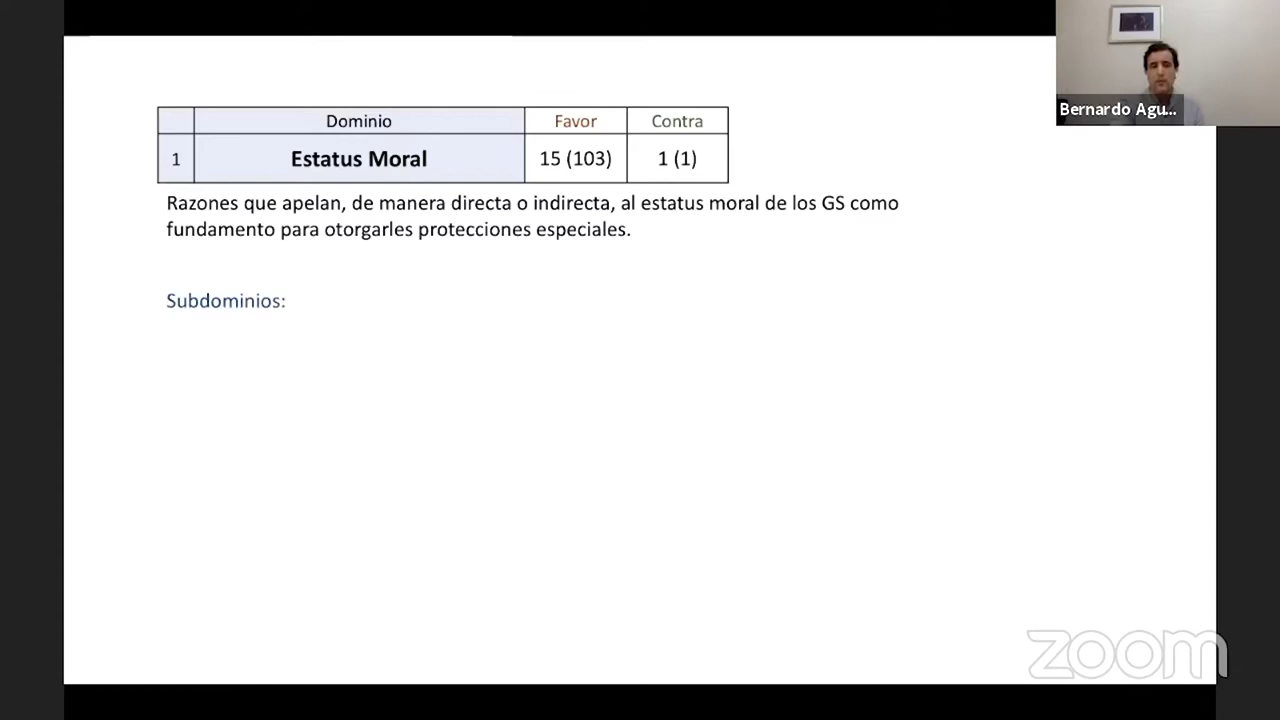 Dominio Favor Contra
1 Estatus Moral 15 (103) 1 (1)
Razones que apelan, de manera directa o indirecta, al estatus moral de los GS como
fundamento para otorgarles protecciones especiales.
Subdominios:
Bernardo Agu...
zoom